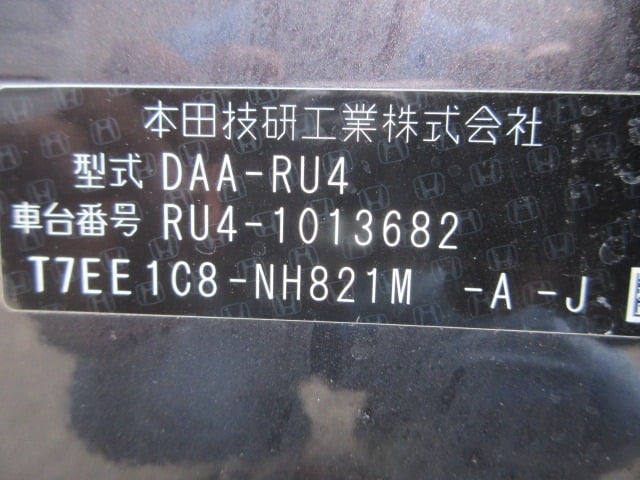 本田技研工業株式会社
型式 DAA-RU4
車台番号 RU4-1013682
T7EE1C8-NH821M -A -J